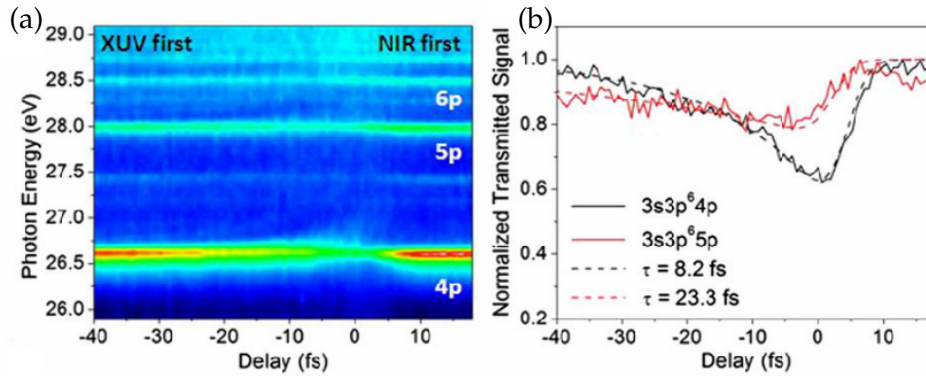 (a)
XUV first NIR first
29.0
28.5
28.0
27.5
27.0
26.5
26.0
Photon Energy (eV)
6p
5p
4p
-40 -30 -20 -10 0 10
Delay (fs)
(b)
1.0
0.8
0.6
0.4
0.2
Normalized Transmitted Signal
3s3p⁶4p
3s3p⁶5p
τ = 8.2 fs
τ = 23.3 fs
-40 -30 -20 -10 0 10
Delay (fs)